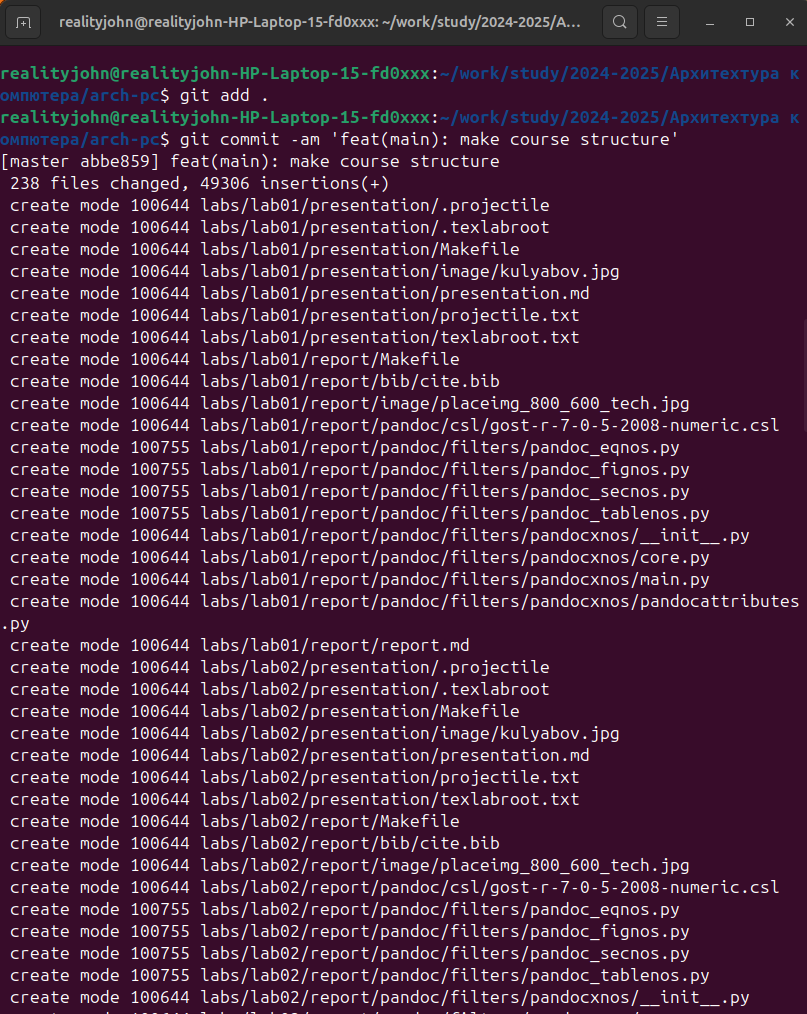 realityjohn@realityjohn-HP-Laptop-15-fd0xxx: ~/work/study/2024-2025/A...
realityjohn@realityjohn-HP-Laptop-15-fd0xxx:~/work/study/2024-2025/Архитехтура к
омпютера/arch-pc$ git add .
realityjohn@realityjohn-HP-Laptop-15-fd0xxx:~/work/study/2024-2025/Архитехтура к
омпютера/arch-pc$ git commit -am 'feat(main): make course structure'
[master abbe859] feat(main): make course structure
 238 files changed, 49306 insertions(+)
 create mode 100644 labs/lab01/presentation/.projectile
 create mode 100644 labs/lab01/presentation/.texlabroot
 create mode 100644 labs/lab01/presentation/Makefile
 create mode 100644 labs/lab01/presentation/image/kulyabov.jpg
 create mode 100644 labs/lab01/presentation/presentation.md
 create mode 100644 labs/lab01/presentation/projectile.txt
 create mode 100644 labs/lab01/presentation/texlabroot.txt
 create mode 100644 labs/lab01/report/Makefile
 create mode 100644 labs/lab01/report/bib/cite.bib
 create mode 100644 labs/lab01/report/image/placeimg_800_600_tech.jpg
 create mode 100644 labs/lab01/report/pandoc/csl/gost-r-7-0-5-2008-numeric.csl
 create mode 100755 labs/lab01/report/pandoc/filters/pandoc_eqnos.py
 create mode 100755 labs/lab01/report/pandoc/filters/pandoc_fignos.py
 create mode 100755 labs/lab01/report/pandoc/filters/pandoc_secnos.py
 create mode 100755 labs/lab01/report/pandoc/filters/pandoc_tablenos.py
 create mode 100644 labs/lab01/report/pandoc/filters/pandocxnos/__init__.py
 create mode 100644 labs/lab01/report/pandoc/filters/pandocxnos/core.py
 create mode 100644 labs/lab01/report/pandoc/filters/pandocxnos/main.py
 create mode 100644 labs/lab01/report/pandoc/filters/pandocxnos/pandocattributes
.py
 create mode 100644 labs/lab01/report/report.md
 create mode 100644 labs/lab02/presentation/.projectile
 create mode 100644 labs/lab02/presentation/.texlabroot
 create mode 100644 labs/lab02/presentation/Makefile
 create mode 100644 labs/lab02/presentation/image/kulyabov.jpg
 create mode 100644 labs/lab02/presentation/presentation.md
 create mode 100644 labs/lab02/presentation/projectile.txt
 create mode 100644 labs/lab02/presentation/texlabroot.txt
 create mode 100644 labs/lab02/report/Makefile
 create mode 100644 labs/lab02/report/bib/cite.bib
 create mode 100644 labs/lab02/report/image/placeimg_800_600_tech.jpg
 create mode 100644 labs/lab02/report/pandoc/csl/gost-r-7-0-5-2008-numeric.csl
 create mode 100755 labs/lab02/report/pandoc/filters/pandoc_eqnos.py
 create mode 100755 labs/lab02/report/pandoc/filters/pandoc_fignos.py
 create mode 100755 labs/lab02/report/pandoc/filters/pandoc_secnos.py
 create mode 100755 labs/lab02/report/pandoc/filters/pandoc_tablenos.py
 create mode 100644 labs/lab02/report/pandoc/filters/pandocxnos/__init__.py